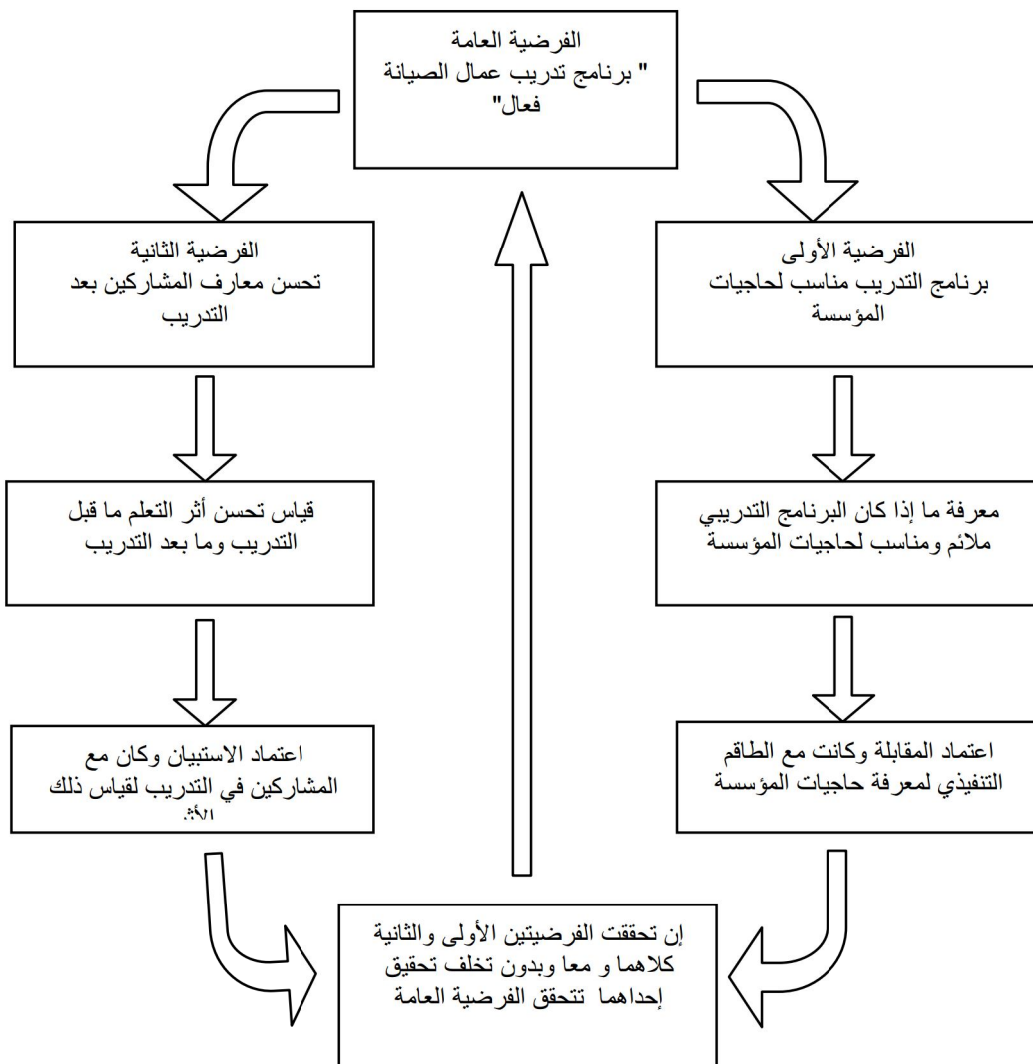 الفرضية العامة
" برنامج تدريب عمال الصيانة
فعال"
الفرضية الأولى
برنامج التدريب مناسب لحاجيات
المؤسسة
الفرضية الثانية
تحسن معارف المشاركين بعد
التدريب
معرفة ما إذا كان البرنامج التدريبي
ملائم ومناسب لحاجيات المؤسسة
قياس تحسن أثر التعلم ما قبل
التدريب وما بعد التدريب
اعتماد المقابلة وكانت مع الطاقم
التنفيذي لمعرفة حاجيات المؤسسة
اعتماد الاستبيان وكان مع
المشاركين في التدريب لقياس ذلك
إن تحققت الفرضيتين الأولى والثانية
كلاهما و معا وبدون تخلف تحقيق
إحداهما تتحقق الفرضية العامة